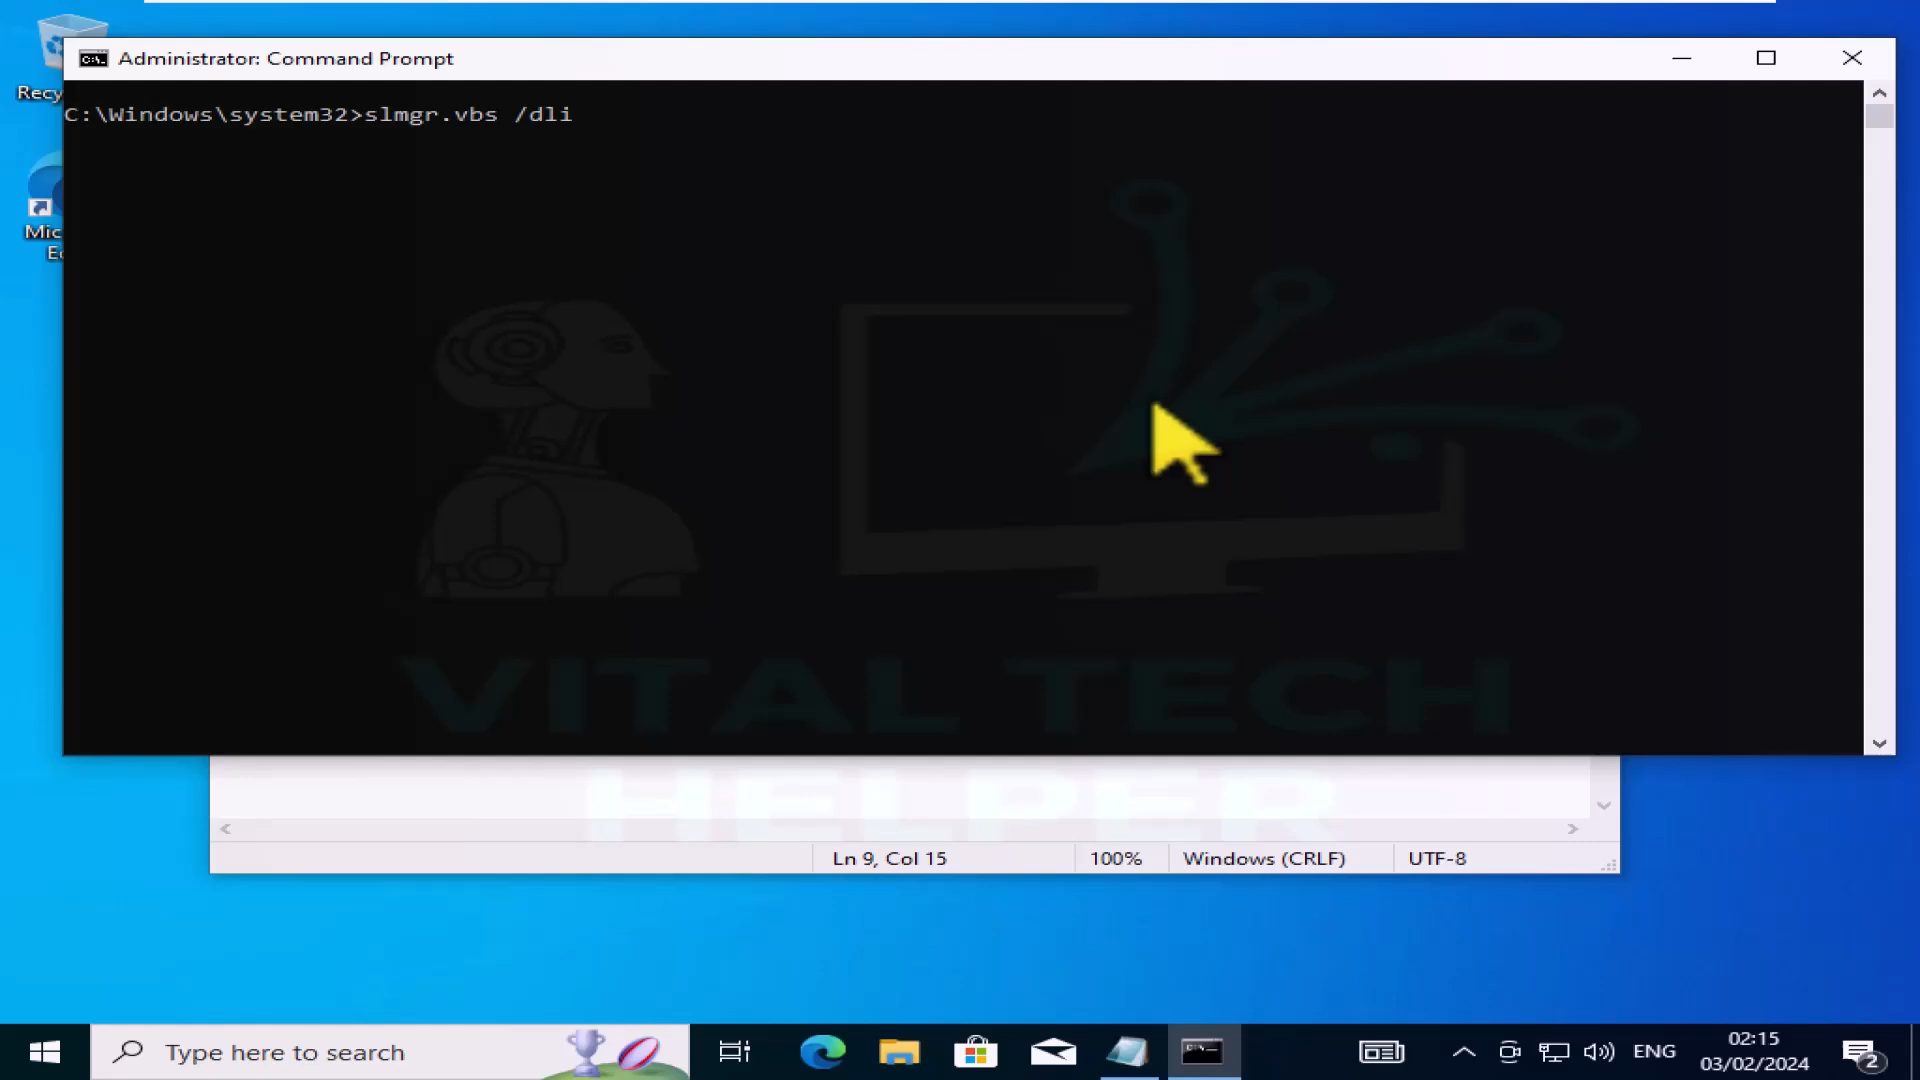 Administrator: Command Prompt
Recy
C:\Windows\system32>slmgr.vbs /dli
Mic
Ed
VITAL TECH
HELPER
Ln 9, Col 15
100%
Windows (CRLF)
UTF-8
Type here to search
ENG
02:15
03/02/2024
2